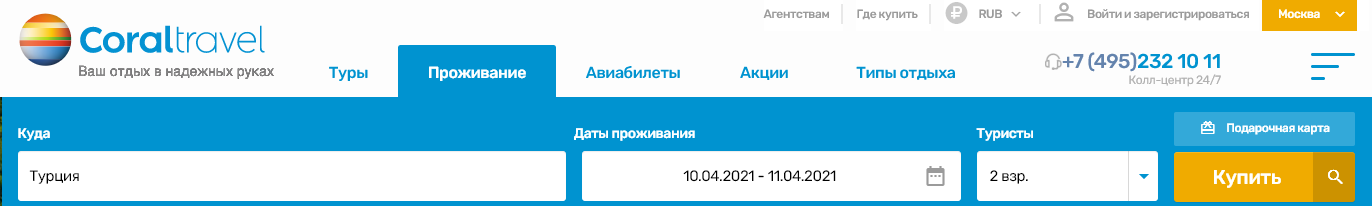 Агентствам
Где купить
RUB
Войти и зарегистрироваться
Москва
Coraltravel
Ваш отдых в надежных руках
Туры
Проживание
Авиабилеты
Акции
Типы отдыха
+7 (495)232 10 11
Колл-центр 24/7
Куда
Даты проживания
Туристы
Подарочная карта
Турция
10.04.2021 - 11.04.2021
2 взр.
Купить